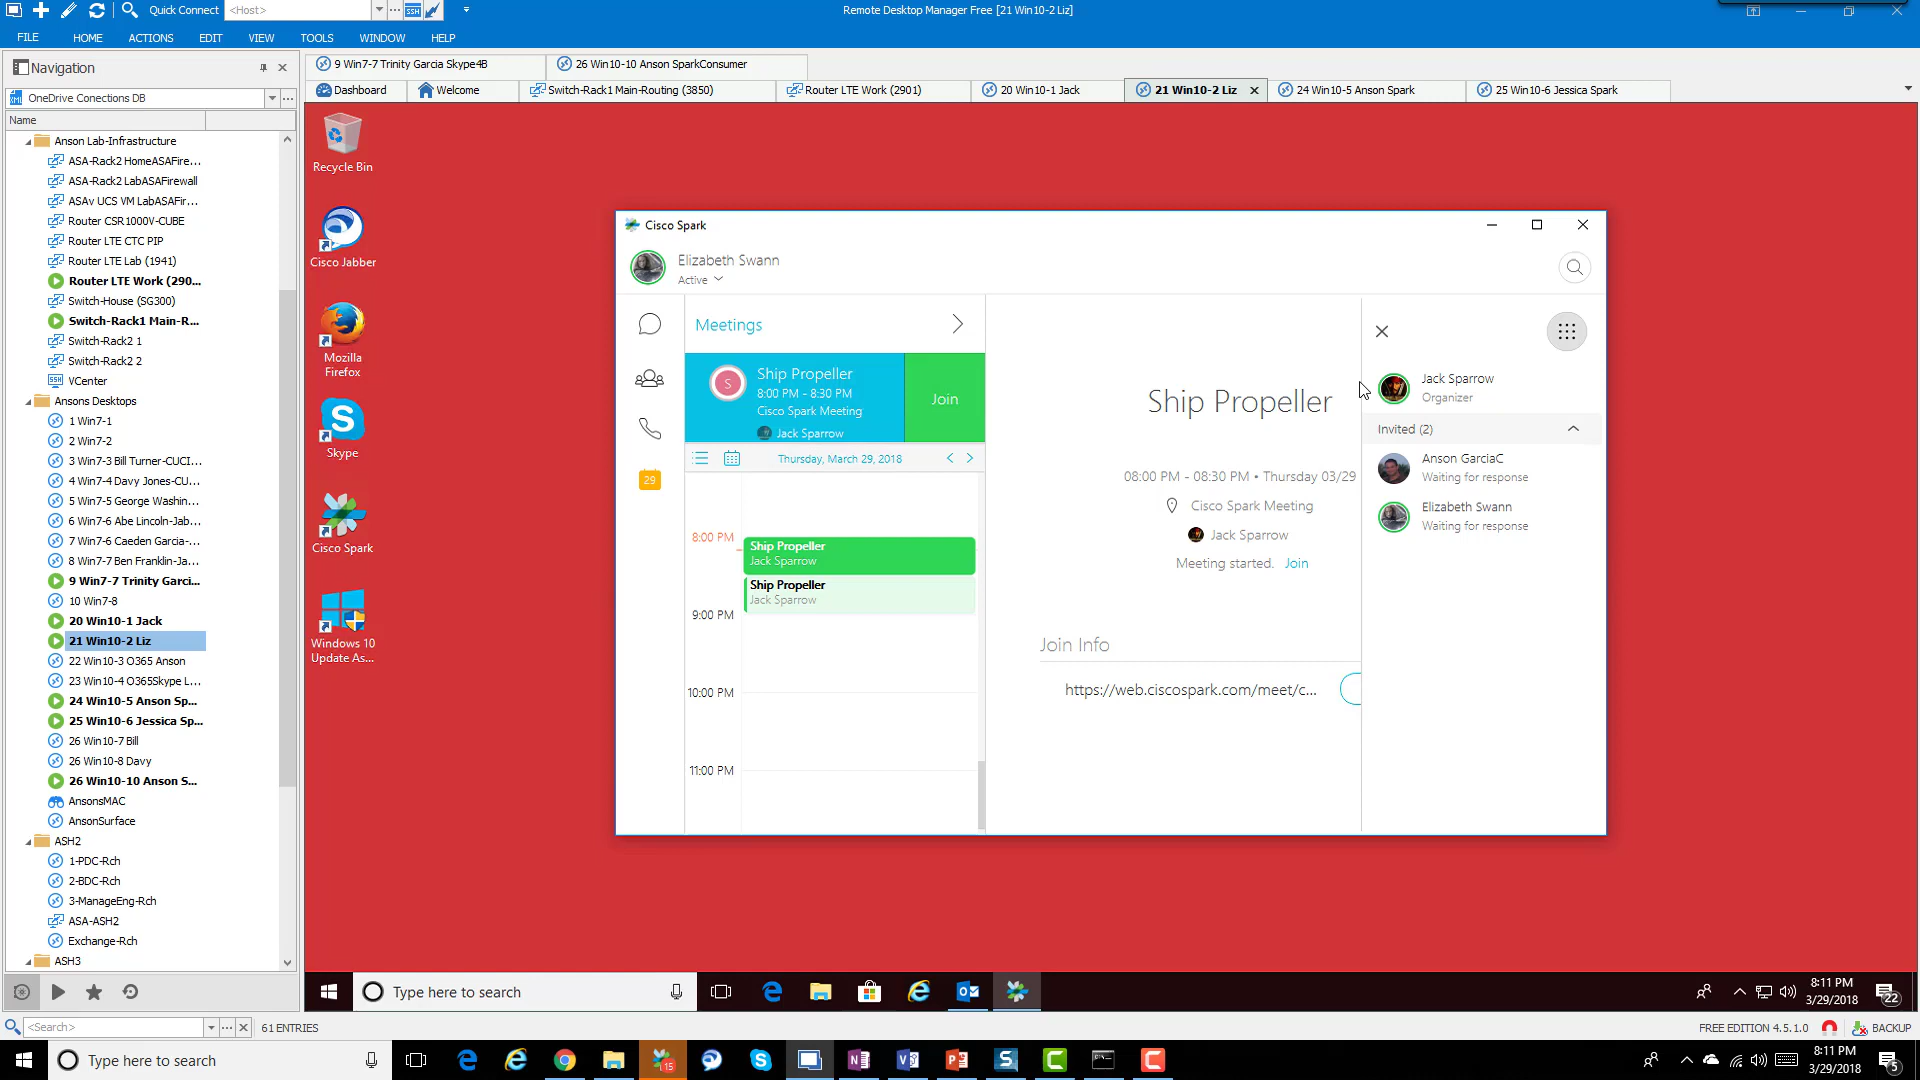 Quick Connect
<Host>
SSH
Remote Desktop Manager Free [21 Win10-2 Liz]
FILE
HOME
ACTIONS
EDIT
VIEW
TOOLS
WINDOW
HELP
Navigation
OneDrive Conections DB
Name
Anson Lab-Infrastructure
ASA-Rack2 HomeASAFire...
ASA-Rack2 LabASAFirewall
ASAv UCS VM LabASAFir...
Router CSR1000V-CUBE
Router LTE CTC PIP
Router LTE Lab (1941)
Router LTE Work (290...
Switch-House (SG300)
Switch-Rack1 Main-R...
Switch-Rack2 1
Switch-Rack2 2
VCenter
Ansons Desktops
1 Win7-1
2 Win7-2
3 Win7-3 Bill Turner-CUCI...
4 Win7-4 Davy Jones-CU...
5 Win7-5 George Washin...
6 Win7-6 Abe Lincoln-Jab...
7 Win7-6 Caeden Garcia-...
8 Win7-7 Ben Franklin-Ja...
9 Win7-7 Trinity Garci...
10 Win7-8
20 Win10-1 Jack
21 Win10-2 Liz
22 Win10-3 O365 Anson
23 Win10-4 O365Skype L...
24 Win10-5 Anson Sp...
25 Win10-6 Jessica Sp...
26 Win10-7 Bill
26 Win10-8 Davy
26 Win10-10 Anson S...
AnsonsMAC
AnsonSurface
ASH2
1-PDC-Rch
2-BDC-Rch
3-ManageEng-Rch
ASA-ASH2
Exchange-Rch
ASH3
<Search>
61 ENTRIES
9 Win7-7 Trinity Garcia Skype4B
26 Win10-10 Anson SparkConsumer
Dashboard
Welcome
Switch-Rack1 Main-Routing (3850)
Router LTE Work (2901)
20 Win10-1 Jack
21 Win10-2 Liz
24 Win10-5 Anson Spark
25 Win10-6 Jessica Spark
Recycle Bin
Cisco Jabber
Mozilla
Firefox
Skype
Cisco Spark
Windows 10
Update As...
Cisco Spark
Elizabeth Swann
Active
29
Meetings
S
Ship Propeller
8:00 PM - 8:30 PM
Cisco Spark Meeting
Jack Sparrow
Join
Thursday, March 29, 2018
8:00 PM
Ship Propeller
Jack Sparrow
Ship Propeller
Jack Sparrow
9:00 PM
10:00 PM
11:00 PM
Ship Propeller
08:00 PM - 08:30 PM • Thursday 03/29
Cisco Spark Meeting
Jack Sparrow
Meeting started. Join
Join Info
https://web.ciscospark.com/meet/c...
Jack Sparrow
Organizer
Invited (2)
Anson GarciaC
Waiting for response
Elizabeth Swann
Waiting for response
Type here to search
8:11 PM
3/29/2018
22
FREE EDITION 4.5.1.0
BACKUP
Type here to search
15
8:11 PM
3/29/2018
5